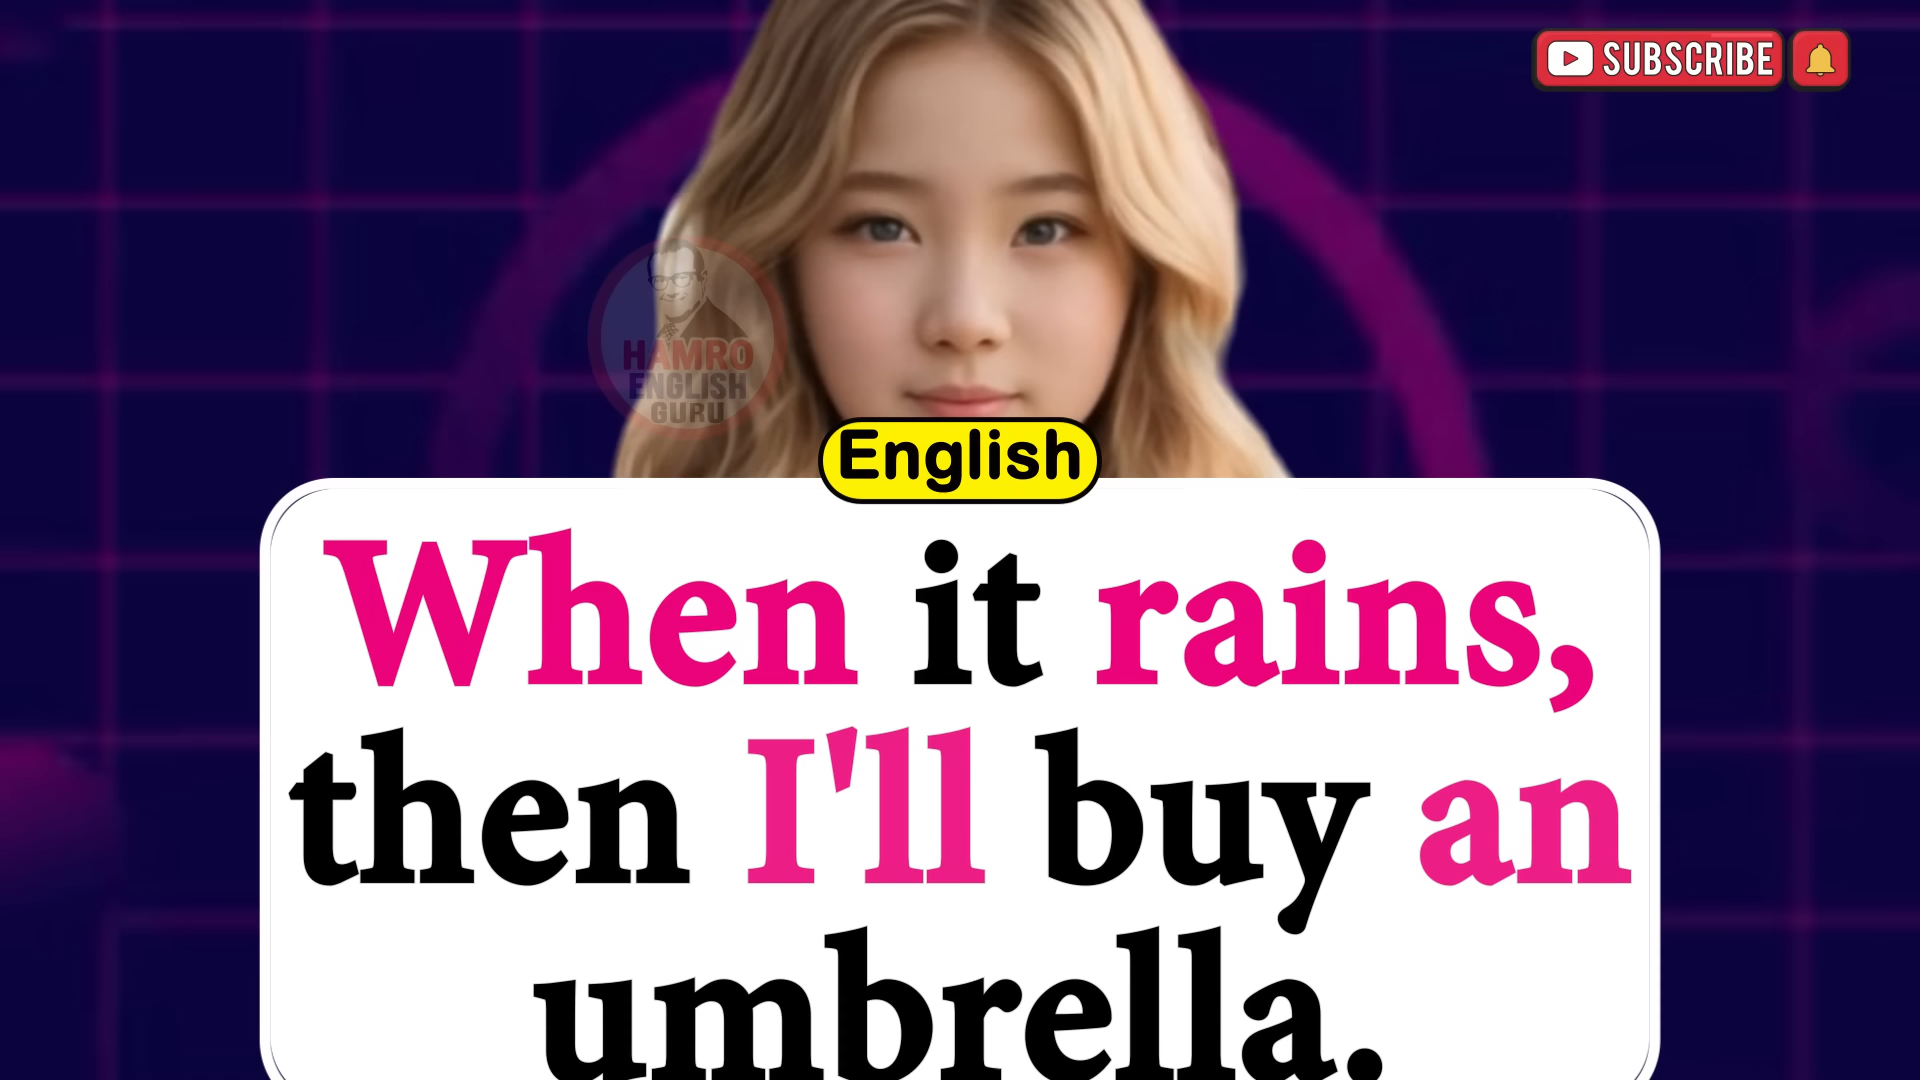 SUBSCRIBE
HAMRO
ENGLISH
GURU
English
When it rains,
then I'll buy an
umbrella.